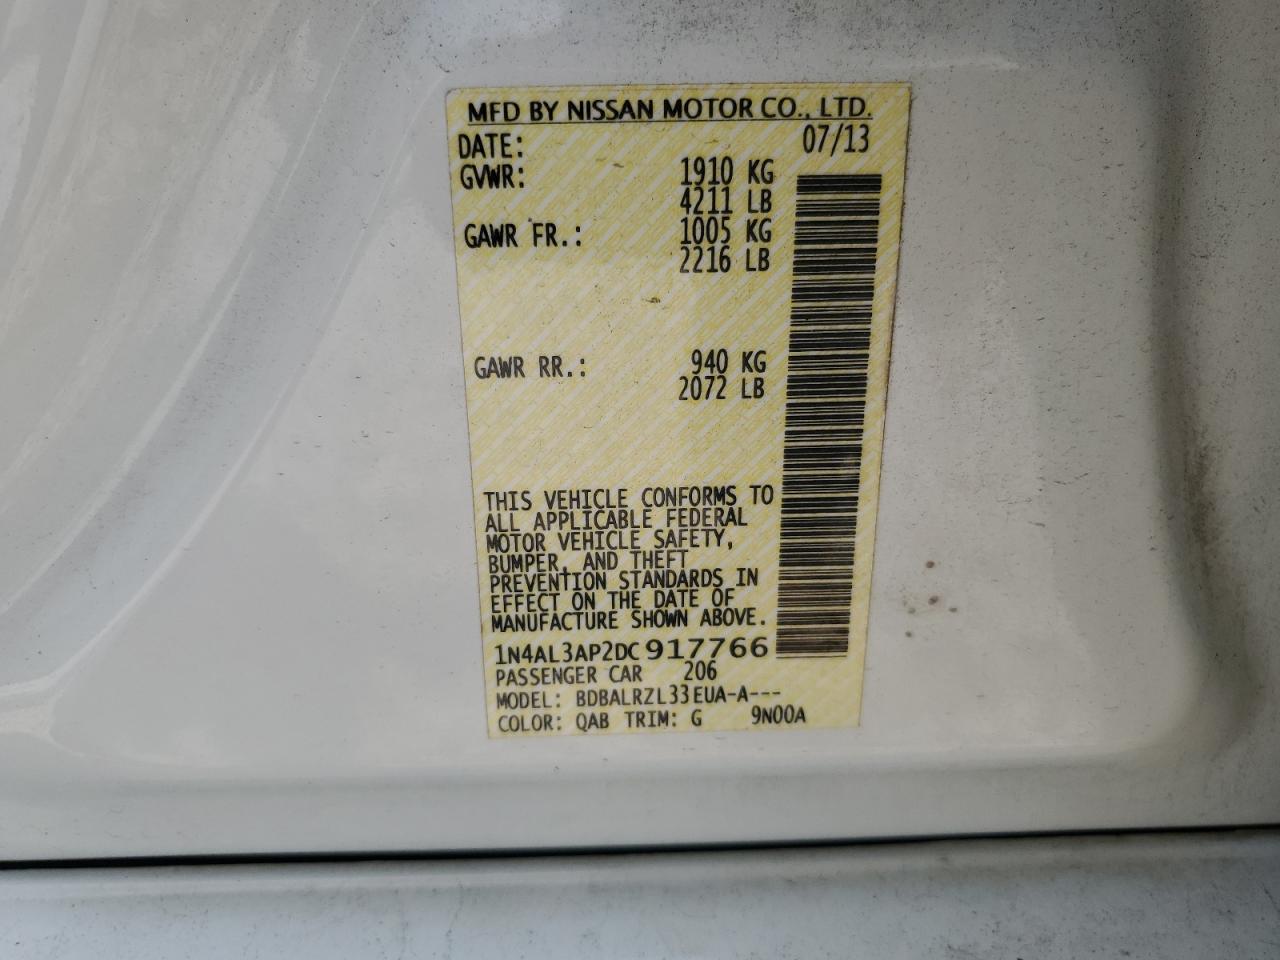 MFD BY NISSAN MOTOR CO., LTD.
DATE: 07/13
GVWR: 1910 KG
4211 LB
GAWR FR.: 1005 KG
2216 LB
GAWR RR.: 940 KG
2072 LB
THIS VEHICLE CONFORMS TO
ALL APPLICABLE FEDERAL
MOTOR VEHICLE SAFETY,
BUMPER, AND THEFT
PREVENTION STANDARDS IN
EFFECT ON THE DATE OF
MANUFACTURE SHOWN ABOVE.
1N4AL3AP2DC917766
PASSENGER CAR 206
MODEL: BDBALRZL33EUA-A---
COLOR: QAB TRIM: G 9N00A